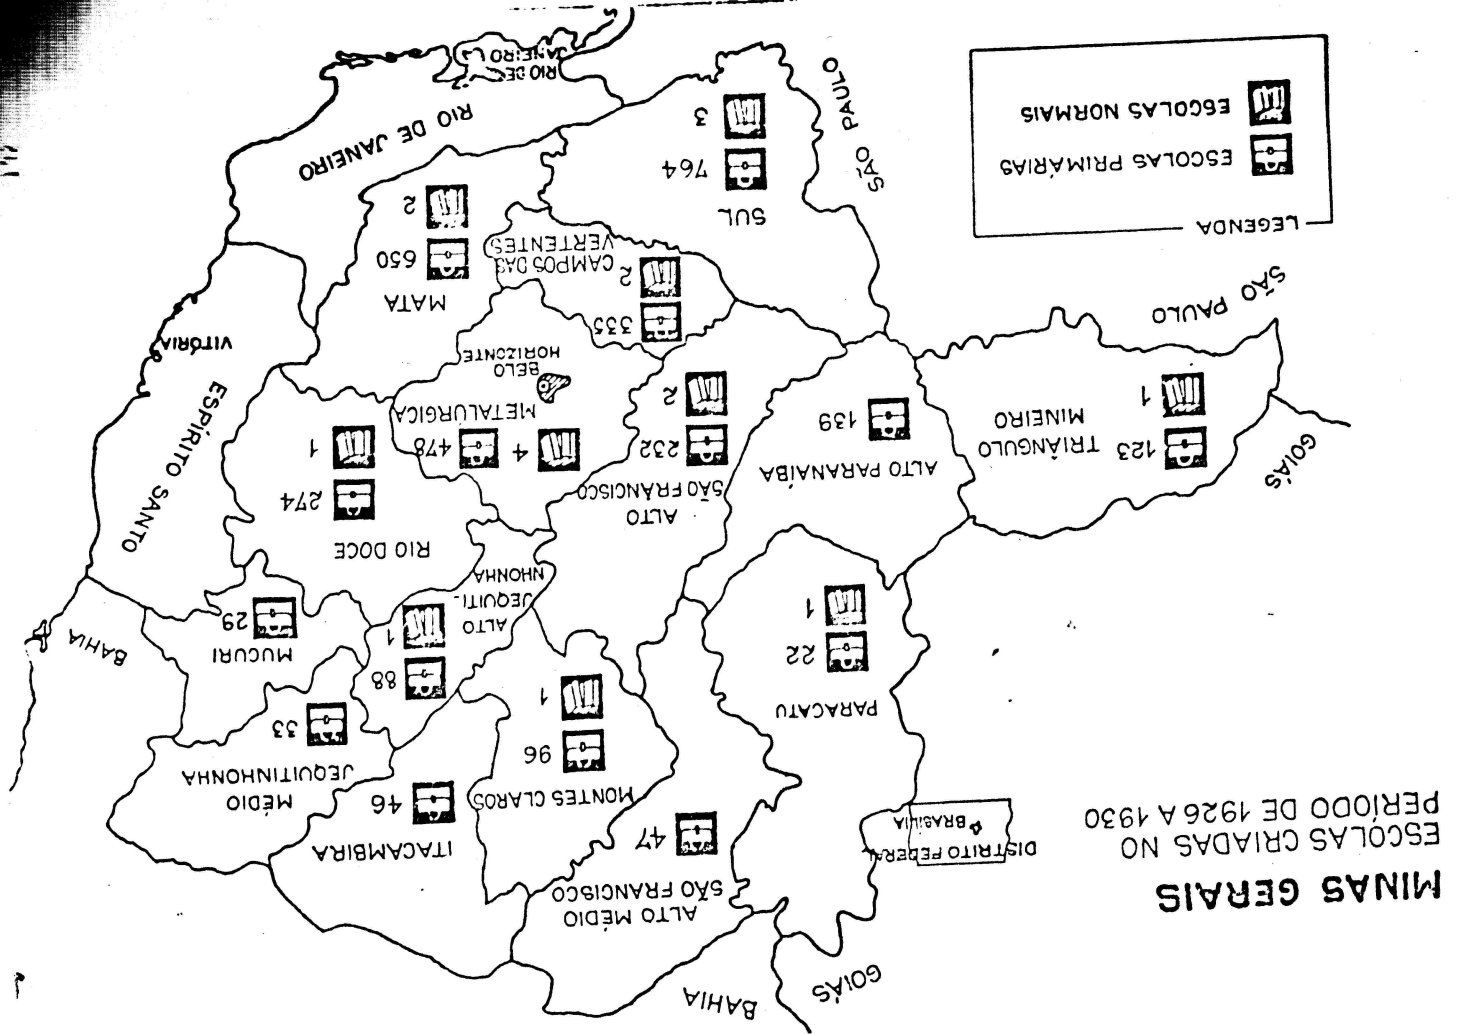 MINAS GERAIS
ESCOLAS CRIADAS NO
PERÍODO DE 1926 A 1930
GOIÁS
BAHIA
DISTRITO FEDERAL
BRASÍLIA
ALTO MÉDIO
SÃO FRANCISCO
47
ITACAMBIRA
46
MONTES CLAROS
96
1
MÉDIO
JEQUITINHONHA
33
PARACATU
22
1
MUCURI
29
BAHIA
88
1
ALTO
JEQUITI-
NHONHA
RIO DOCE
274
1
GOIÁS
TRIÂNGULO
MINEIRO
123
1
ALTO PARANAÍBA
139
ALTO
SÃO FRANCISCO
232
2
4
478
METALÚRGICA
BELO
HORIZONTE
ESPÍRITO SANTO
VITÓRIA
SÃO PAULO
MATA
650
2
335
2
CAMPOS DAS
VERTENTES
SUL
764
3
SÃO PAULO
RIO DE JANEIRO
RIO DE
JANEIRO
LEGENDA
ESCOLAS PRIMÁRIAS
ESCOLAS NORMAIS